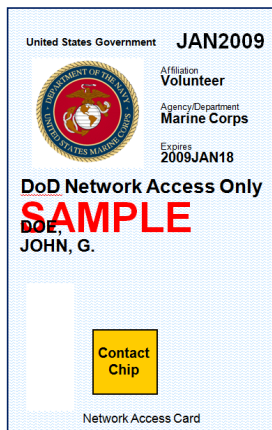 United States Government JAN2009
DEPARTMENT OF THE NAVY
UNITED STATES MARINE CORPS
Affiliation
Volunteer
Agency/Department
Marine Corps
Expires
2009JAN18
DoD Network Access Only
SAMPLE
DOE,
JOHN, G.
Contact
Chip
Network Access Card